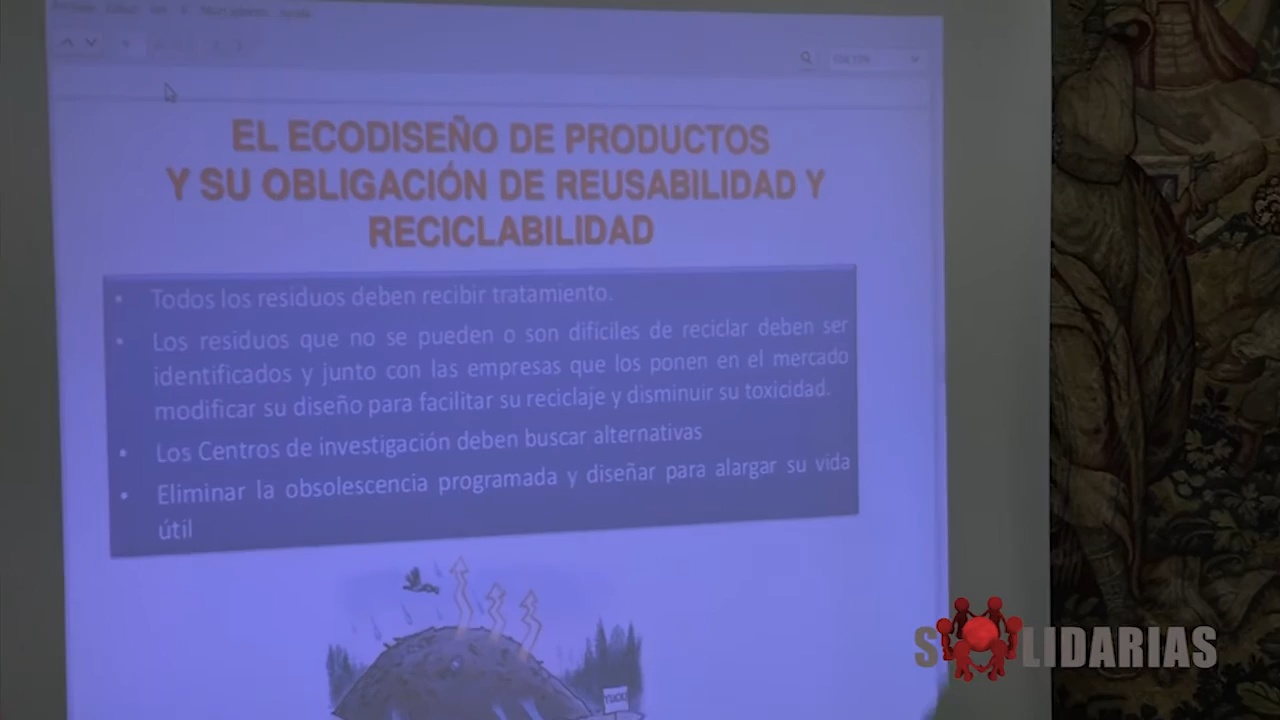 EL ECODISEÑO DE PRODUCTOS
Y SU OBLIGACIÓN DE REUSABILIDAD Y
RECICLABILIDAD
• Todos los residuos deben recibir tratamiento.
• Los residuos que no se pueden o son dificiles de reciclar deben ser
identificados y junto con las empresas que los ponen en el mercado
modificar su diseño para facilitar su reciclaje y disminuir su toxicidad.
• Los Centros de investigación deben buscar alternativas
• Eliminar la obsolescencia programada y diseñar para alargar su vida
útil
YUCK!
SOLIDARIAS